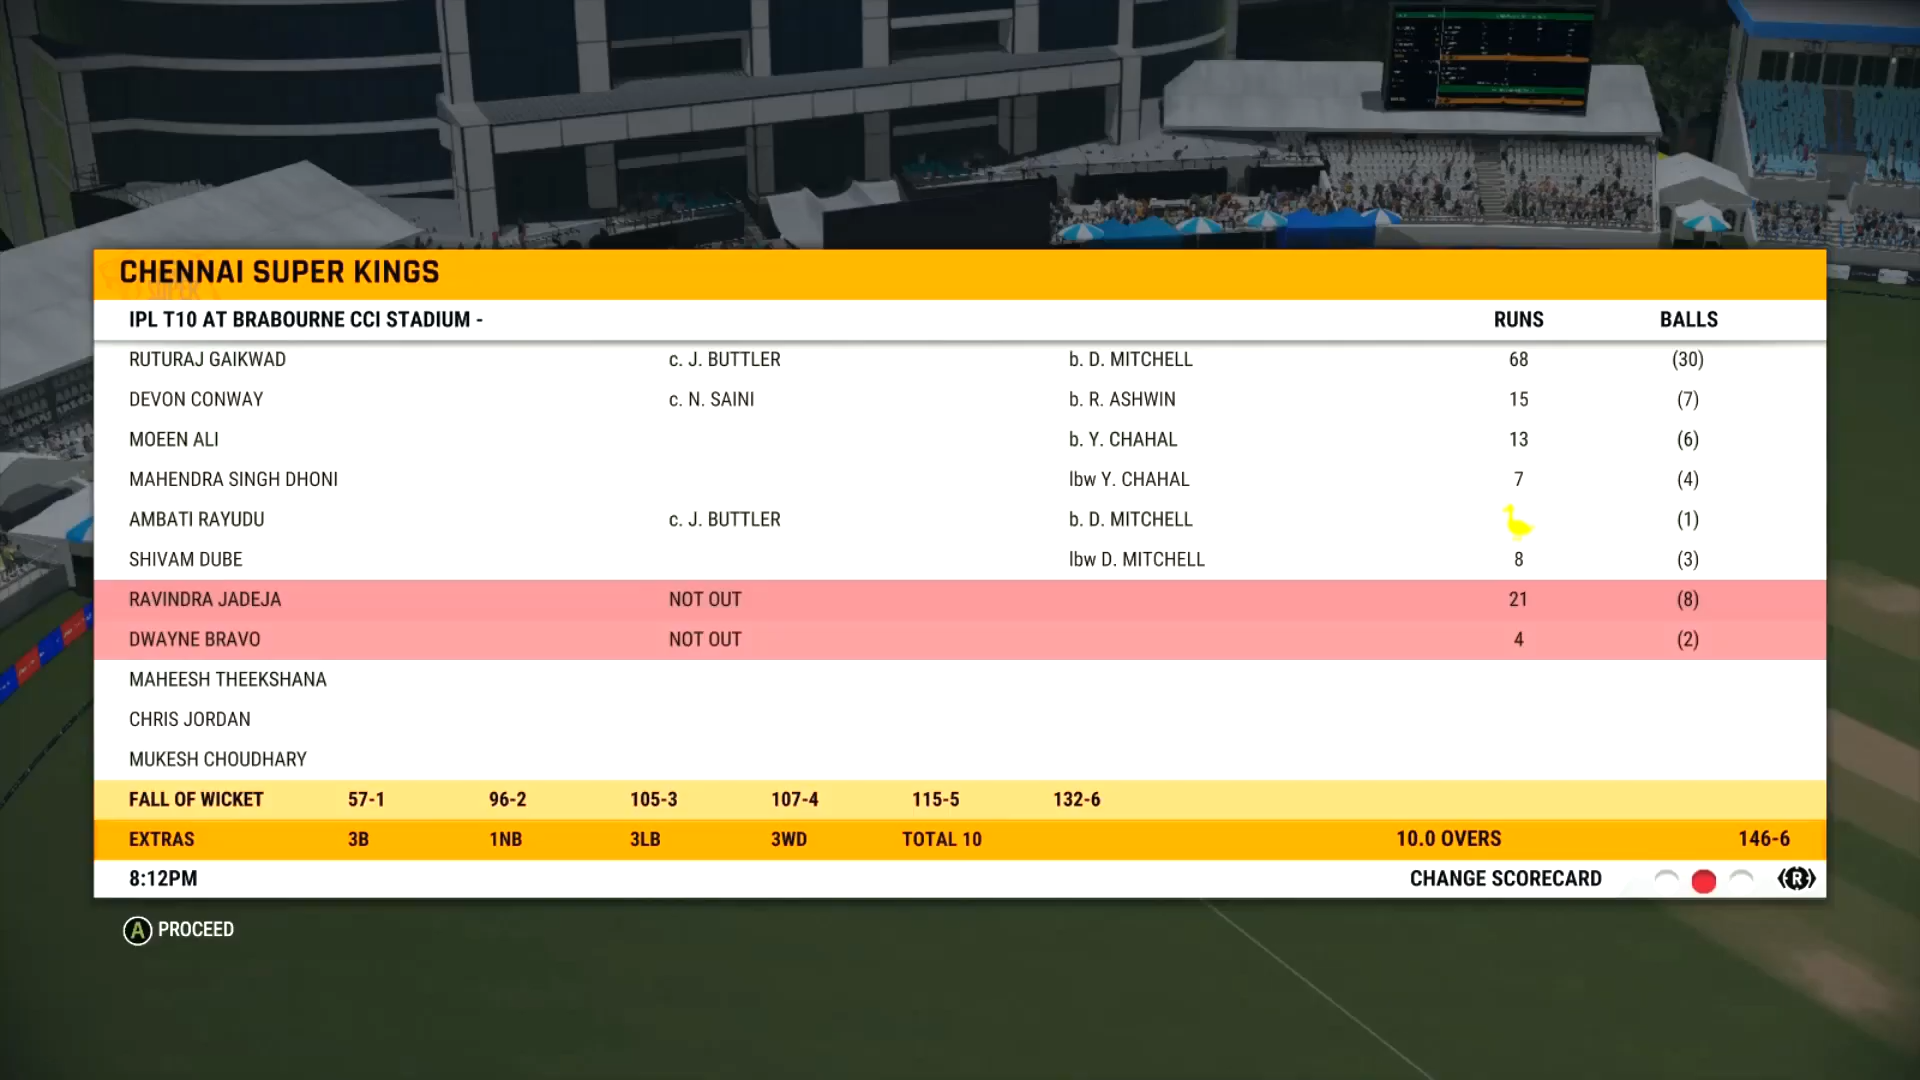 CHENNAI SUPER KINGS
IPL T10 AT BRABOURNE CCI STADIUM - RUNS BALLS
RUTURAJ GAIKWAD c. J. BUTTLER b. D. MITCHELL 68 (30)
DEVON CONWAY c. N. SAINI b. R. ASHWIN 15 (7)
MOEEN ALI b. Y. CHAHAL 13 (6)
MAHENDRA SINGH DHONI lbw Y. CHAHAL 7 (4)
AMBATI RAYUDU c. J. BUTTLER b. D. MITCHELL (1)
SHIVAM DUBE lbw D. MITCHELL 8 (3)
RAVINDRA JADEJA NOT OUT 21 (8)
DWAYNE BRAVO NOT OUT 4 (2)
MAHEESH THEEKSHANA
CHRIS JORDAN
MUKESH CHOUDHARY
FALL OF WICKET 57-1 96-2 105-3 107-4 115-5 132-6
EXTRAS 3B 1NB 3LB 3WD TOTAL 10 10.0 OVERS 146-6
8:12PM CHANGE SCORECARD R
A PROCEED